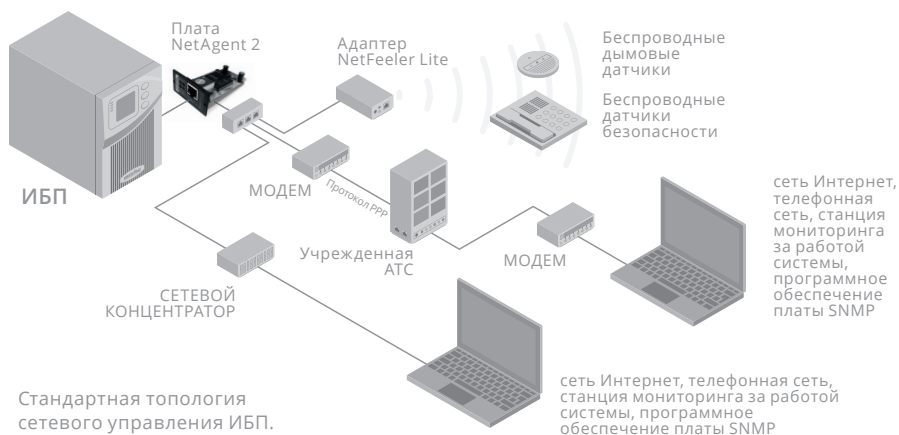 Плата
NetAgent 2
Адаптер
NetFeeler Lite
Беспроводные
дымовые
датчики
Беспроводные
датчики
безопасности
ИБП
МОДЕМ
Протокол PPP
Учрежденная
АТС
МОДЕМ
сеть Интернет,
телефонная
сеть, станция
мониторинга
за работой
системы,
программное
обеспечение
платы SNMP
СЕТЕВОЙ
КОНЦЕНТРАТОР
Стандартная топология
сетевого управления ИБП.
сеть Интернет, телефонная сеть,
станция мониторинга за работой
системы, программное
обеспечение платы SNMP